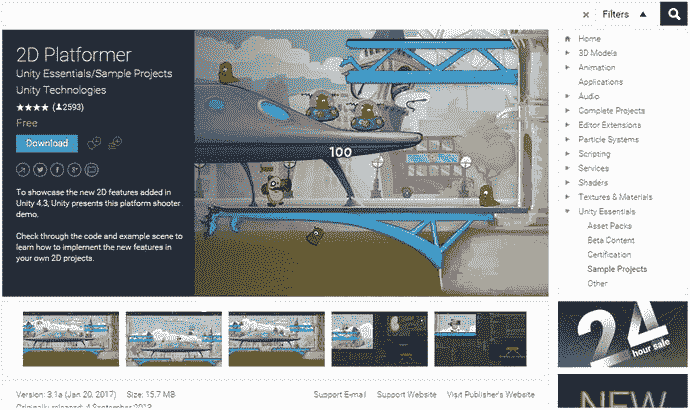 × Filters ▲
2D Platformer
Unity Essentials/Sample Projects
Unity Technologies
★★★★ (2593)
Free
Download
To showcase the new 2D features added in
Unity 4.3, Unity presents this platform shooter
demo.
Check through the code and example scene to
learn how to implement the new features in
your own 2D projects.
100
Home
3D Models
Animation
Applications
Audio
Complete Projects
Editor Extensions
Particle Systems
Scripting
Services
Shaders
Textures & Materials
Unity Essentials
Asset Packs
Beta Content
Certification
Sample Projects
Other
24
hour sale
NEW
Version: 3.1a (Jan 20, 2017) Size: 15.7 MB
Support E-mail Support Website Visit Publisher's Website
Originally released: 4 September 2013